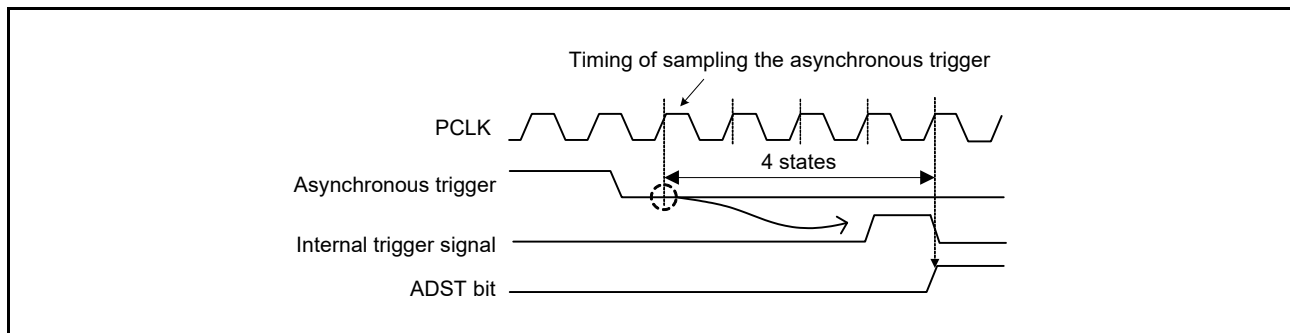 Timing of sampling the asynchronous trigger
PCLK
4 states
Asynchronous trigger
Internal trigger signal
ADST bit